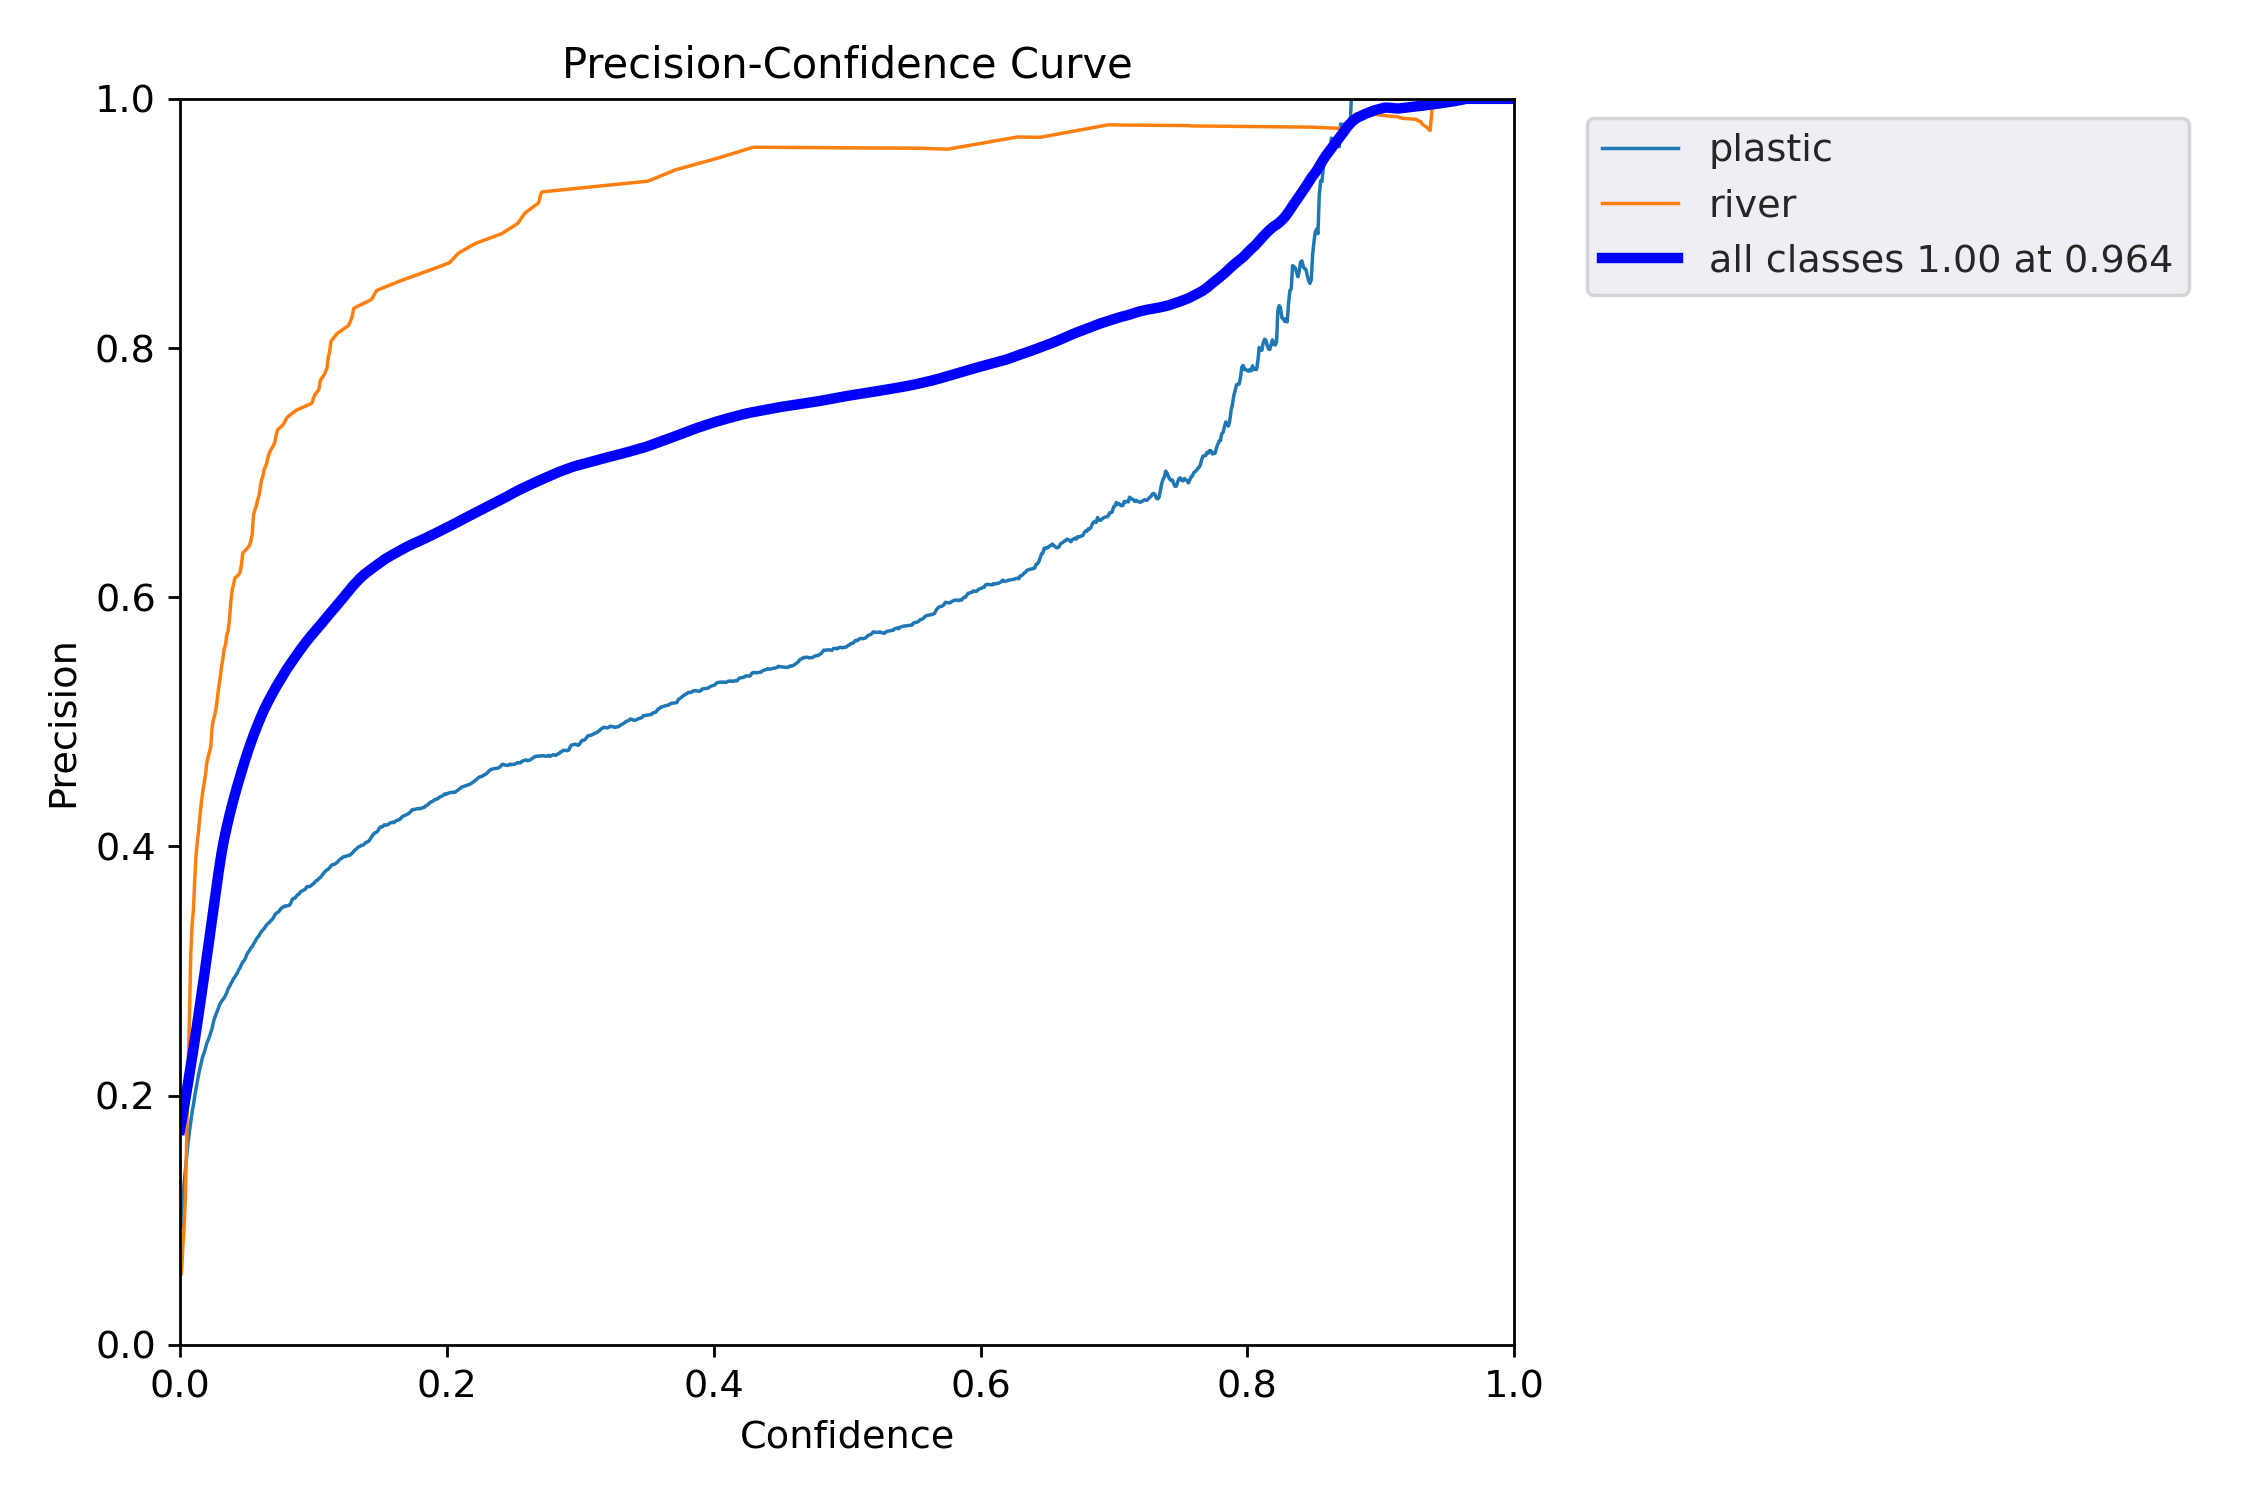 Precision-Confidence Curve
1.0
0.8
0.6
0.4
0.2
0.0
Precision
0.0 0.2 0.4 0.6 0.8 1.0
Confidence
plastic
river
all classes 1.00 at 0.964